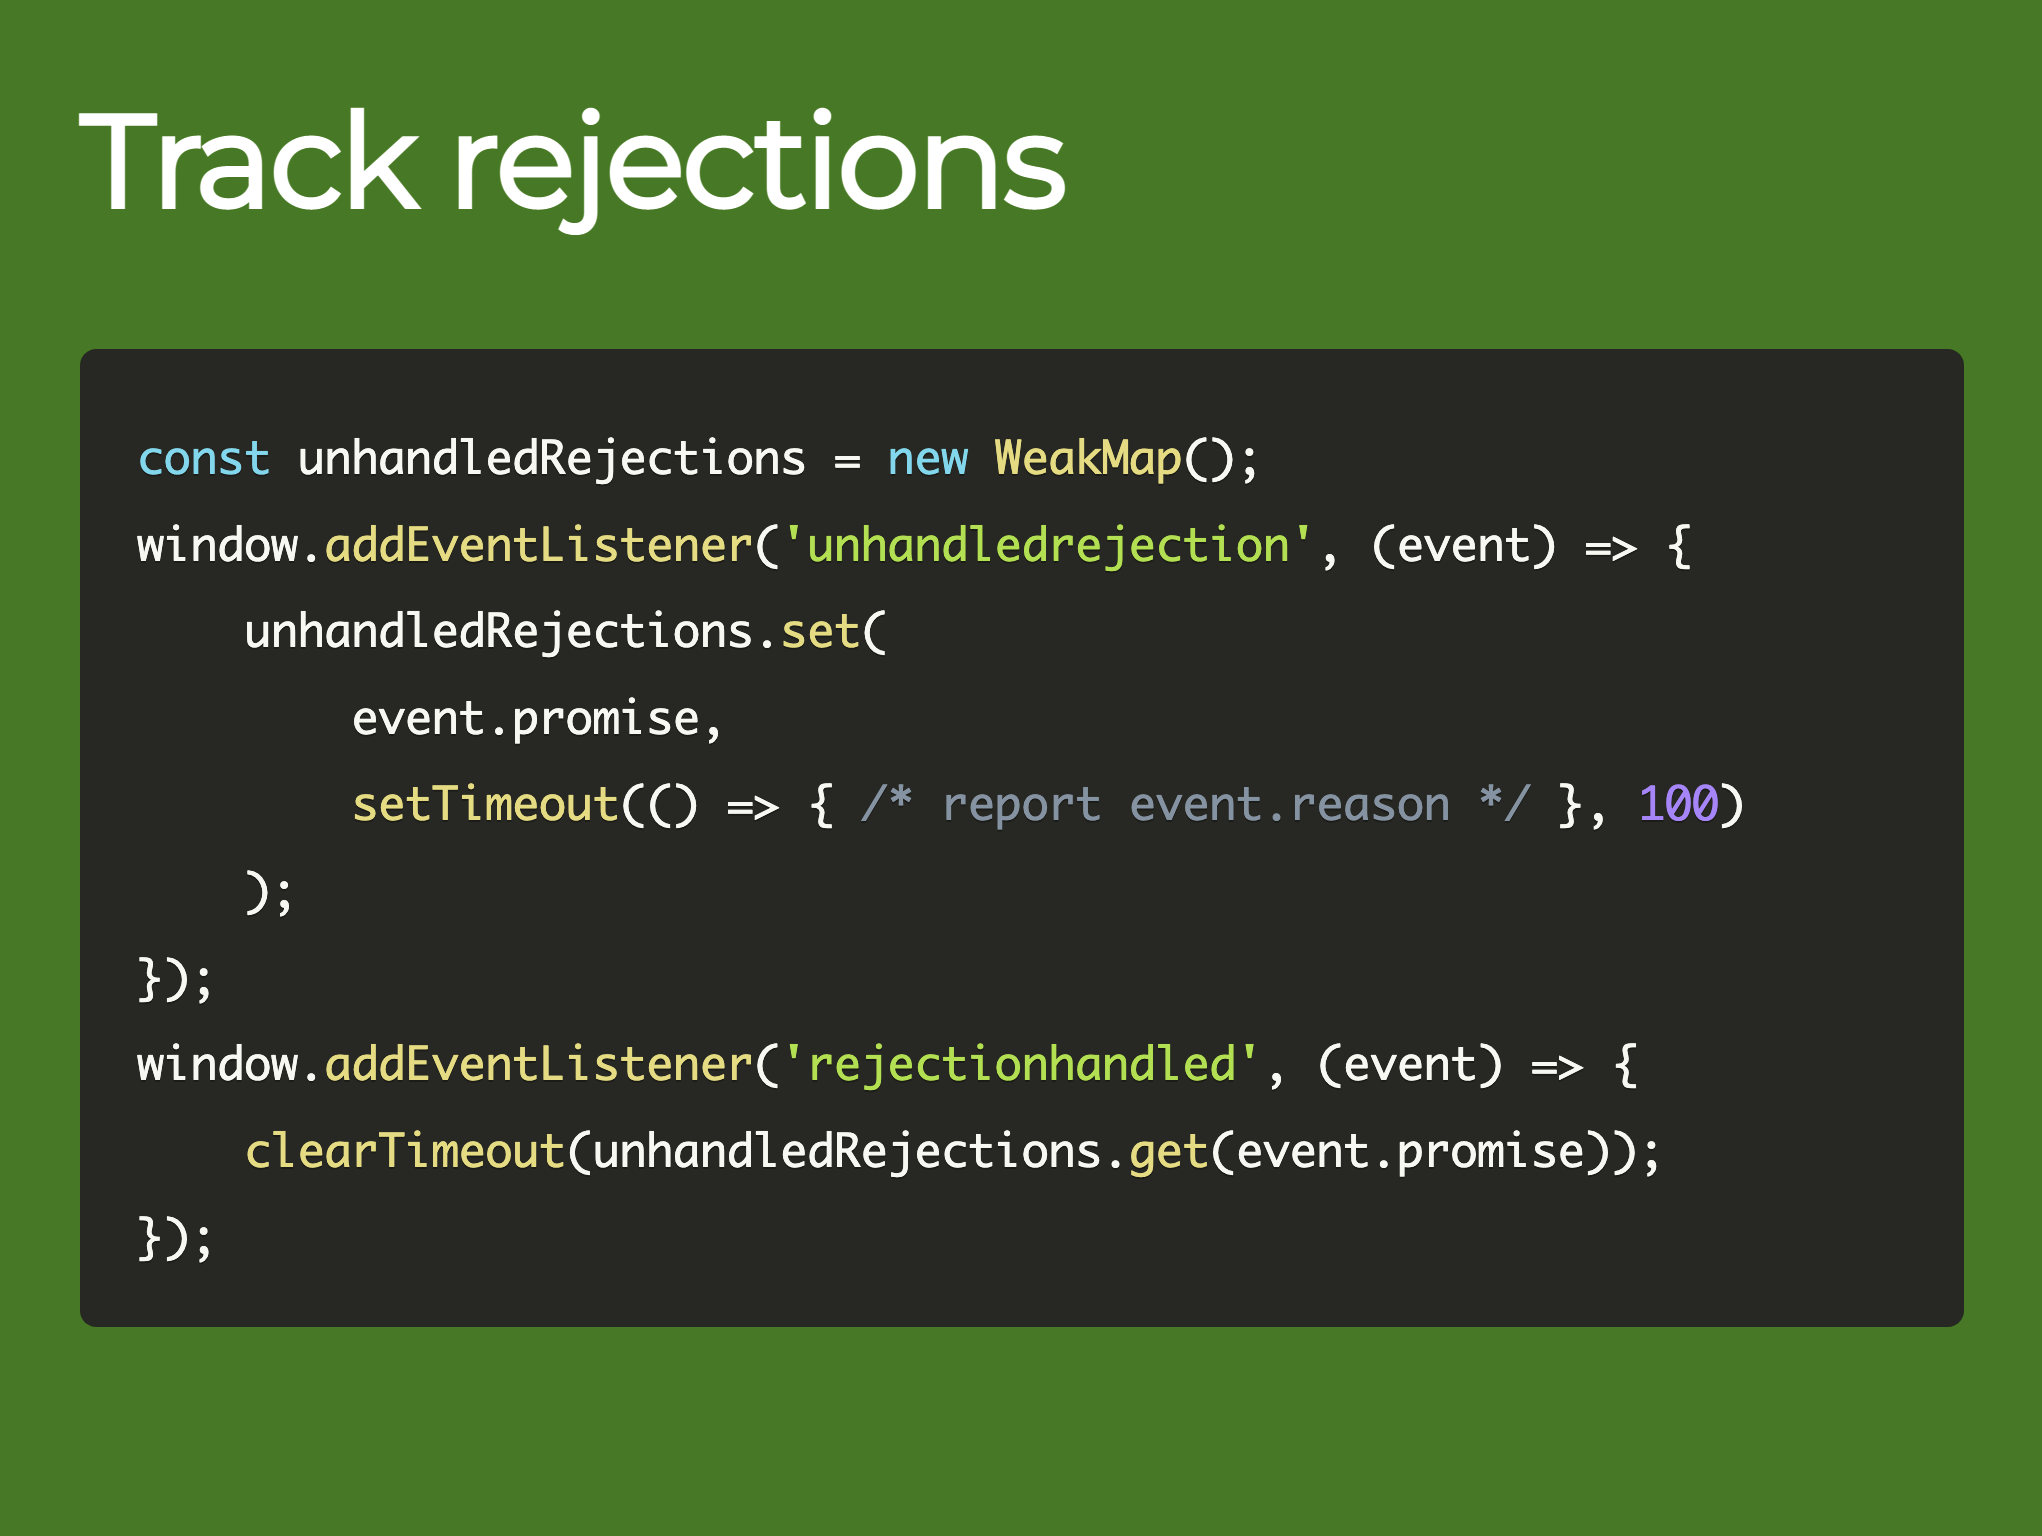 Track rejections
const unhandledRejections = new WeakMap();
window.addEventListener('unhandledrejection', (event) => {
    unhandledRejections.set(
        event.promise,
        setTimeout(() => { /* report event.reason */ }, 100)
    );
});
window.addEventListener('rejectionhandled', (event) => {
    clearTimeout(unhandledRejections.get(event.promise));
});